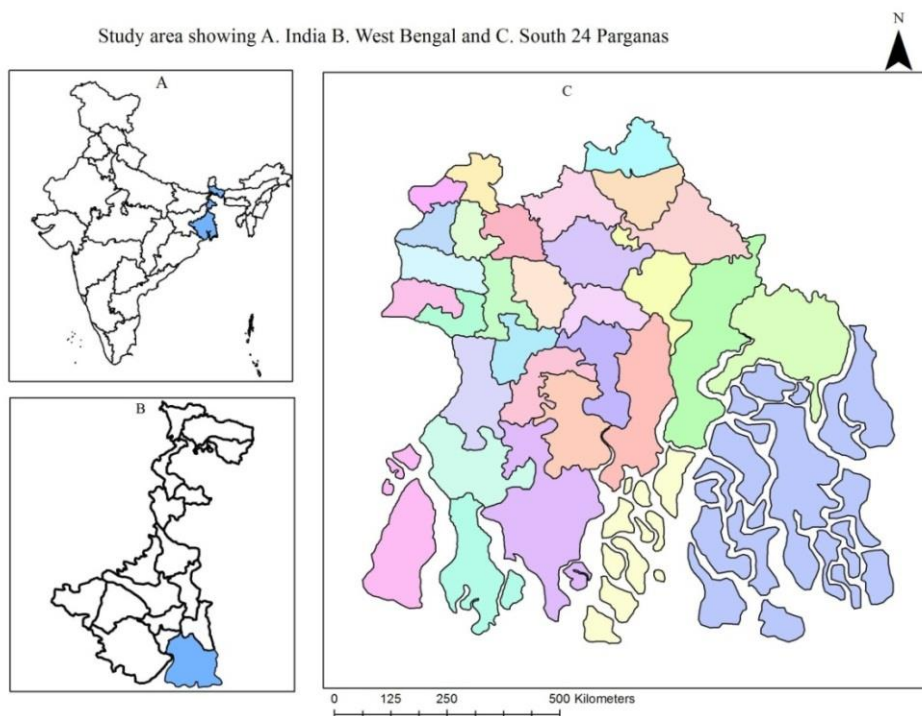 N
Study area showing A. India B. West Bengal and C. South 24 Parganas
A
B
C
0 125 250 500 Kilometers